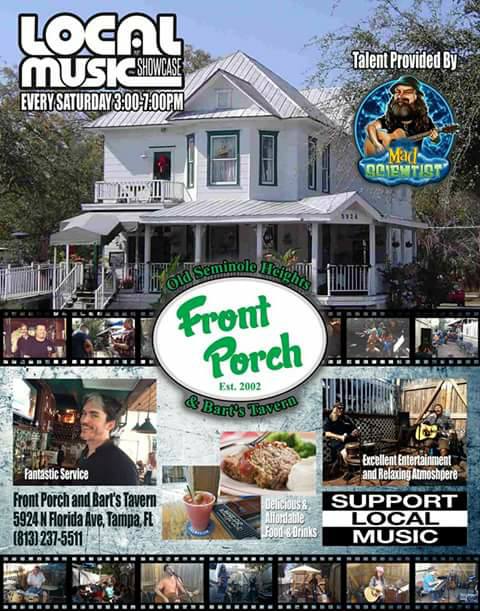 LOCAL
MUSIC SHOWCASE
EVERY SATURDAY 3:00-7:00PM
Talent Provided By
Mad
SCIENTIST
5924
Old Seminole Heights
Front
Porch
Est. 2002
& Bart's Tavern
Fantastic Service
Excellent Entertainment
and Relaxing Atmoshpere
Front Porch and Bart's Tavern
5924 N Florida Ave, Tampa, FL
(813) 237-5511
Delicious &
Affordable
Food & Drinks
SUPPORT
LOCAL
MUSIC